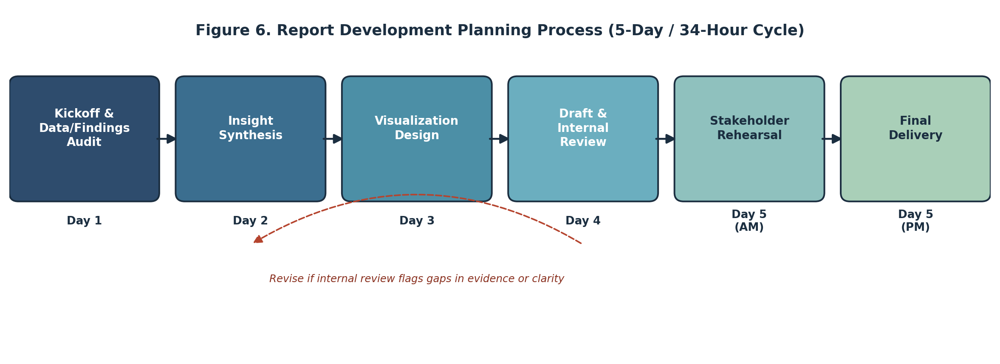 Figure 6. Report Development Planning Process (5-Day / 34-Hour Cycle)
Kickoff &
Data/Findings
Audit
Insight
Synthesis
Visualization
Design
Draft &
Internal
Review
Stakeholder
Rehearsal
Final
Delivery
Day 1
Day 2
Day 3
Day 4
Day 5
(AM)
Day 5
(PM)
Revise if internal review flags gaps in evidence or clarity